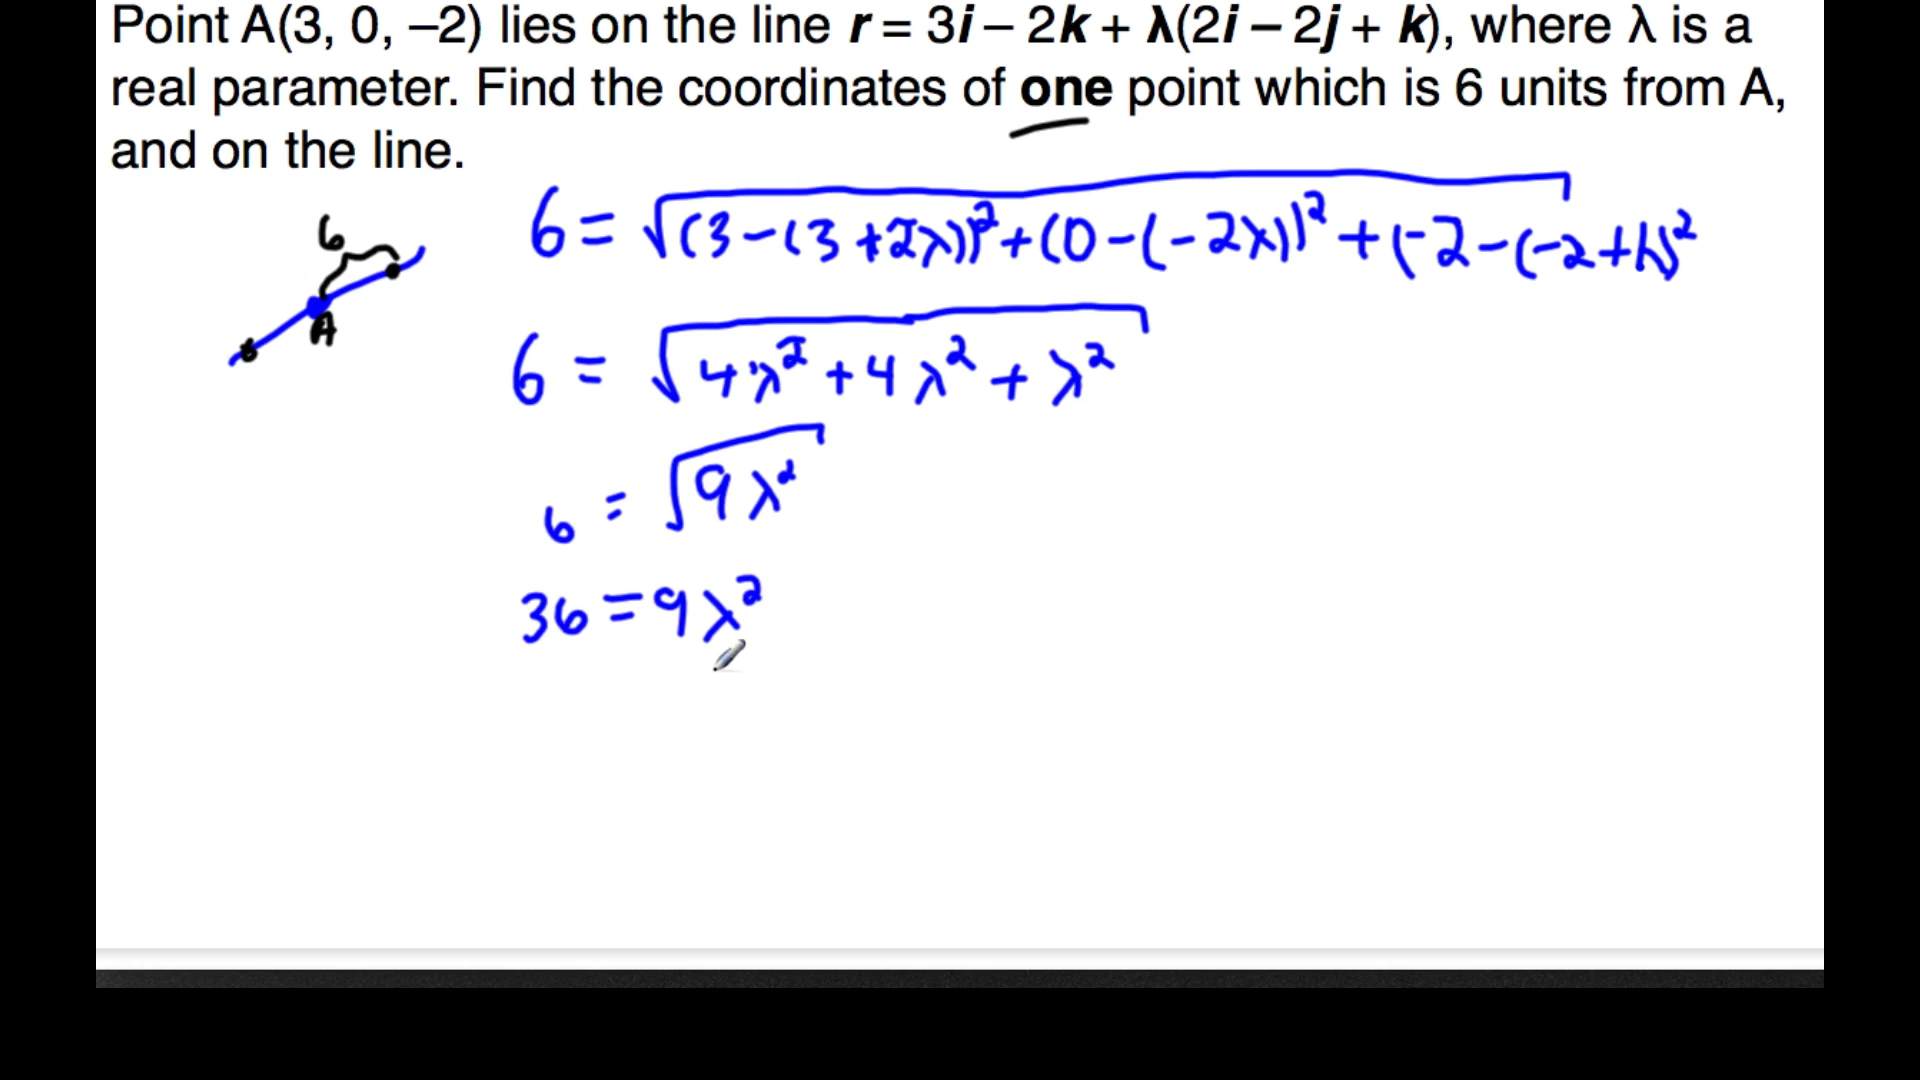 Point A(3, 0, –2) lies on the line r = 3i – 2k + λ(2i – 2j + k), where λ is a
real parameter. Find the coordinates of one point which is 6 units from A,
and on the line.
6 = √(3-(3+2λ))²+(0-(-2λ))²+(-2-(-2+λ)²
6
A
6 = √4λ²+4λ²+λ²
6 = √9λ²
36=9λ²